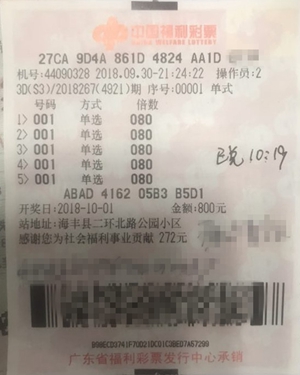 中国福利彩票
CHINA WELFARE LOTTERY
27CA 9D4A 861D 4824 AA1D
机号:44090328 2018.09.30-21:24:22 操作员:2
3D(S3)/2018267(4921)期 序号:00001 单式
号码 方式 倍数
1>001 单选 080
2>001 单选 080
3>001 单选 080
4>001 单选 080
5>001 单选 080
已兑 10:19
ABAD 4162 05B3 B5D1
开奖日:2018-10-01 金额:800元
站地址:海丰县二环北路公园小区
感谢您为社会福利事业贡献 272元
广东省福利彩票发行中心承销